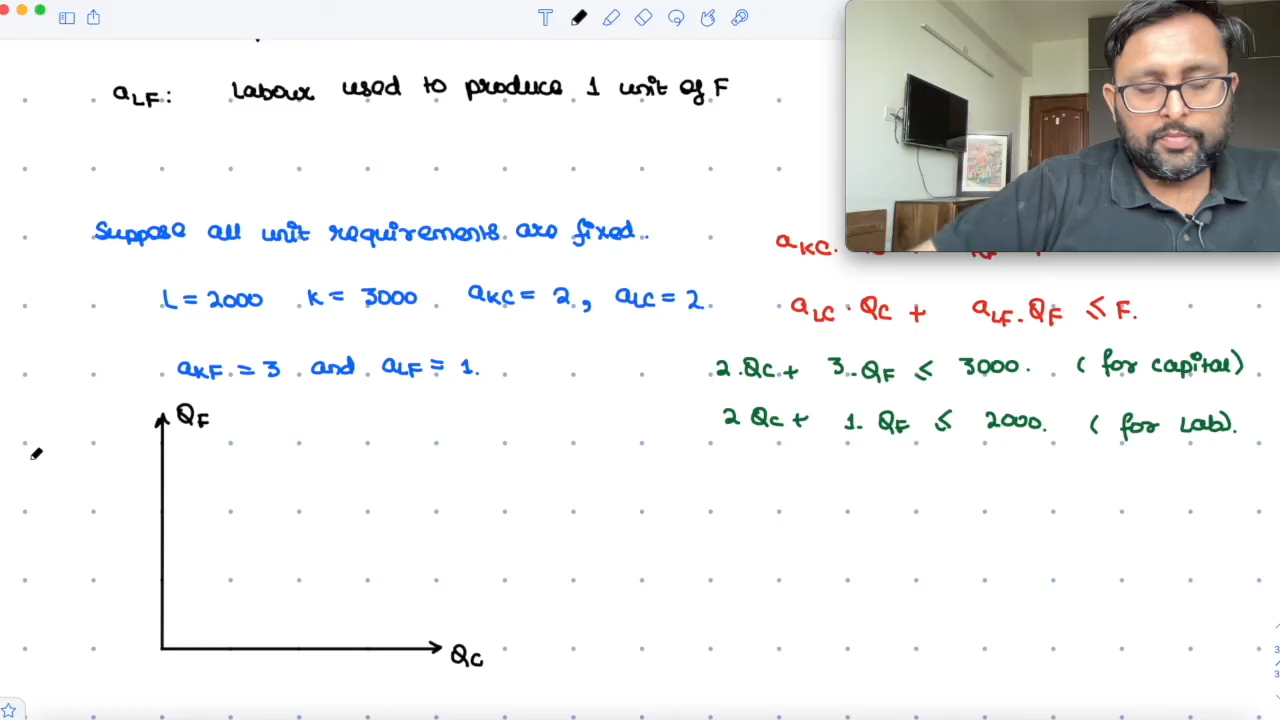 aLF: Labour used to produce 1 unit of F
Suppose all unit requirements are fixed..
L = 2000 K = 3000 aKC = 2, aLC = 2
aKF = 3 and aLF = 1.
aKC.
aLC . QC + aLF . QF ≤ F.
2.QC + 3..QF ≤ 3000. (for capital)
2 QC + 1. QF ≤ 2000. (for Lab).
QF
QC